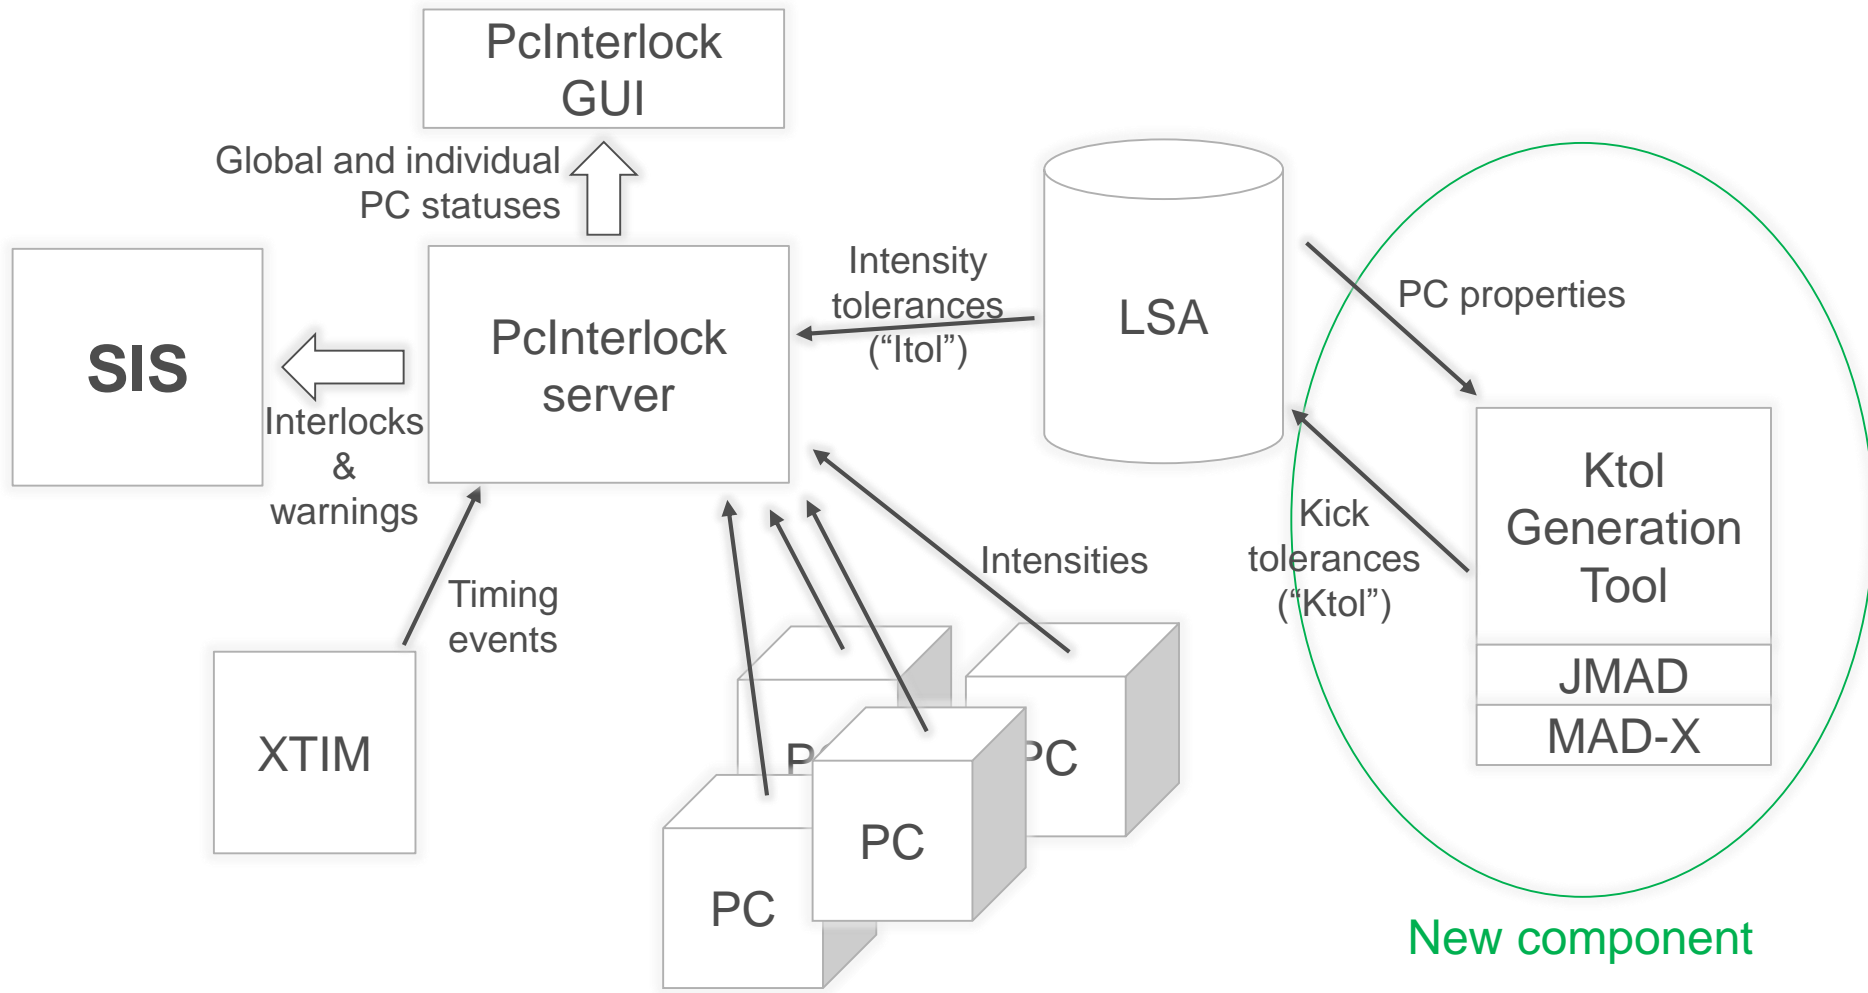 PcInterlock
GUI
Global and individual
PC statuses
SIS
Interlocks
&
warnings
PcInterlock
server
Intensity
tolerances
("Itol")
LSA
PC properties
Ktol
Generation
Tool
JMAD
MAD-X
Kick
tolerances
("Ktol")
Intensities
Timing
events
XTIM
PC
PC
PC
PC
New component